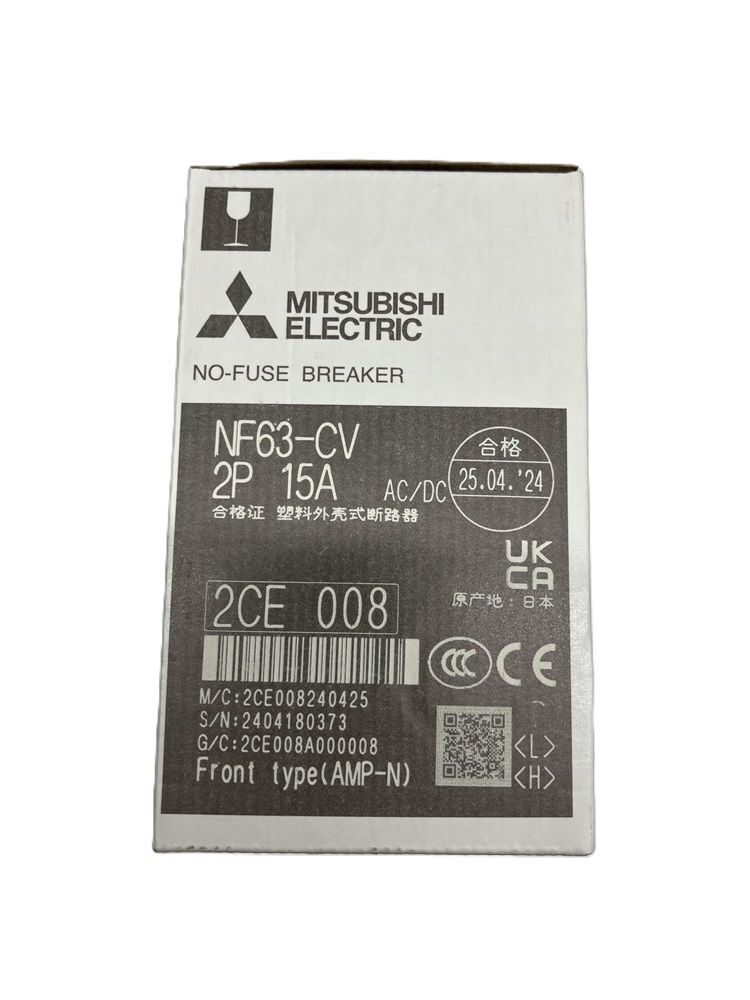 MITSUBISHI
ELECTRIC
NO-FUSE BREAKER
NF63-CV
2P 15A AC/DC
合格
25.04.'24
合格证 塑料外壳式断路器
UK
CA
原产地：日本
2CE 008
CCC CE
M/C:2CE008240425
S/N:2404180373
G/C:2CE008A000008
Front type(AMP-N)
<L>
<H>